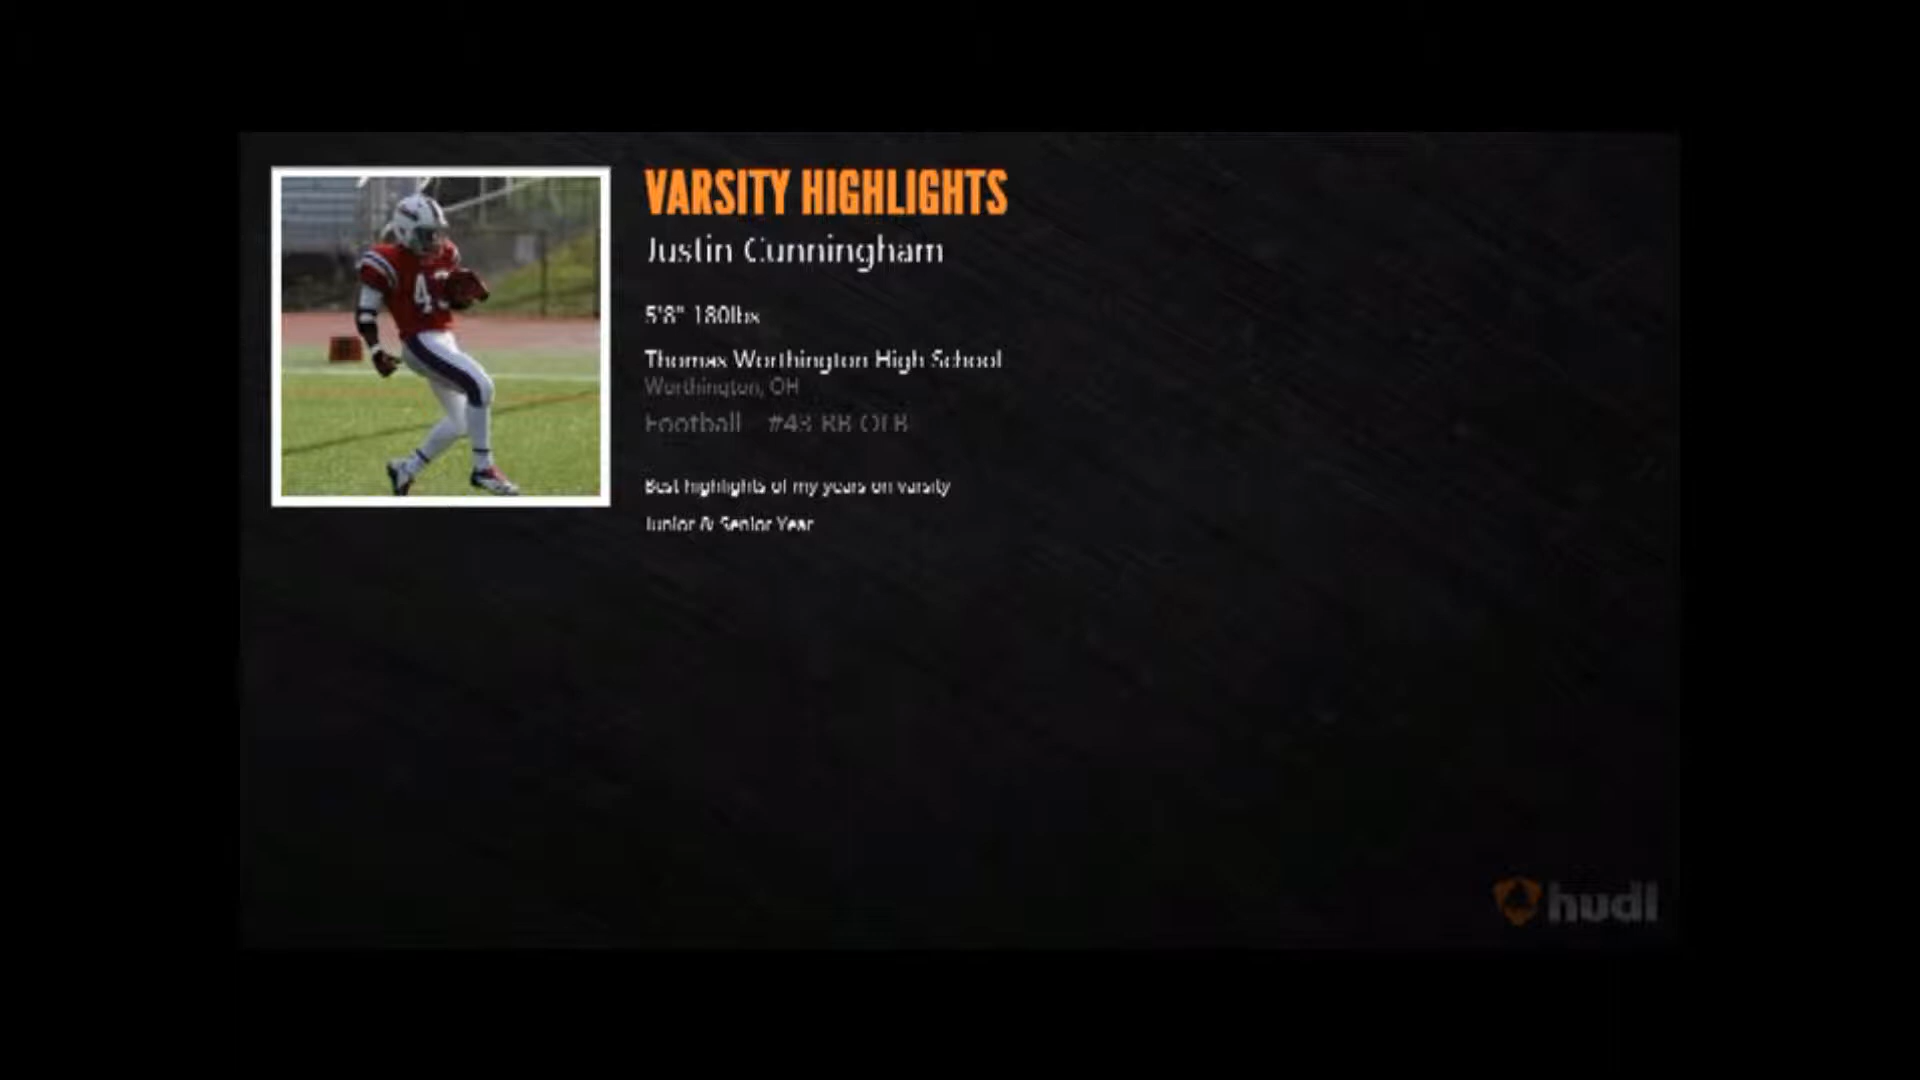 VARSITY HIGHLIGHTS
Justin Cunningham
5'8" 180lbs
Thomas Worthington High School
Worthington, OH
Football - #43 RB OLB
Best highlights of my years on varsity
Junior & Senior Year
43
hudl